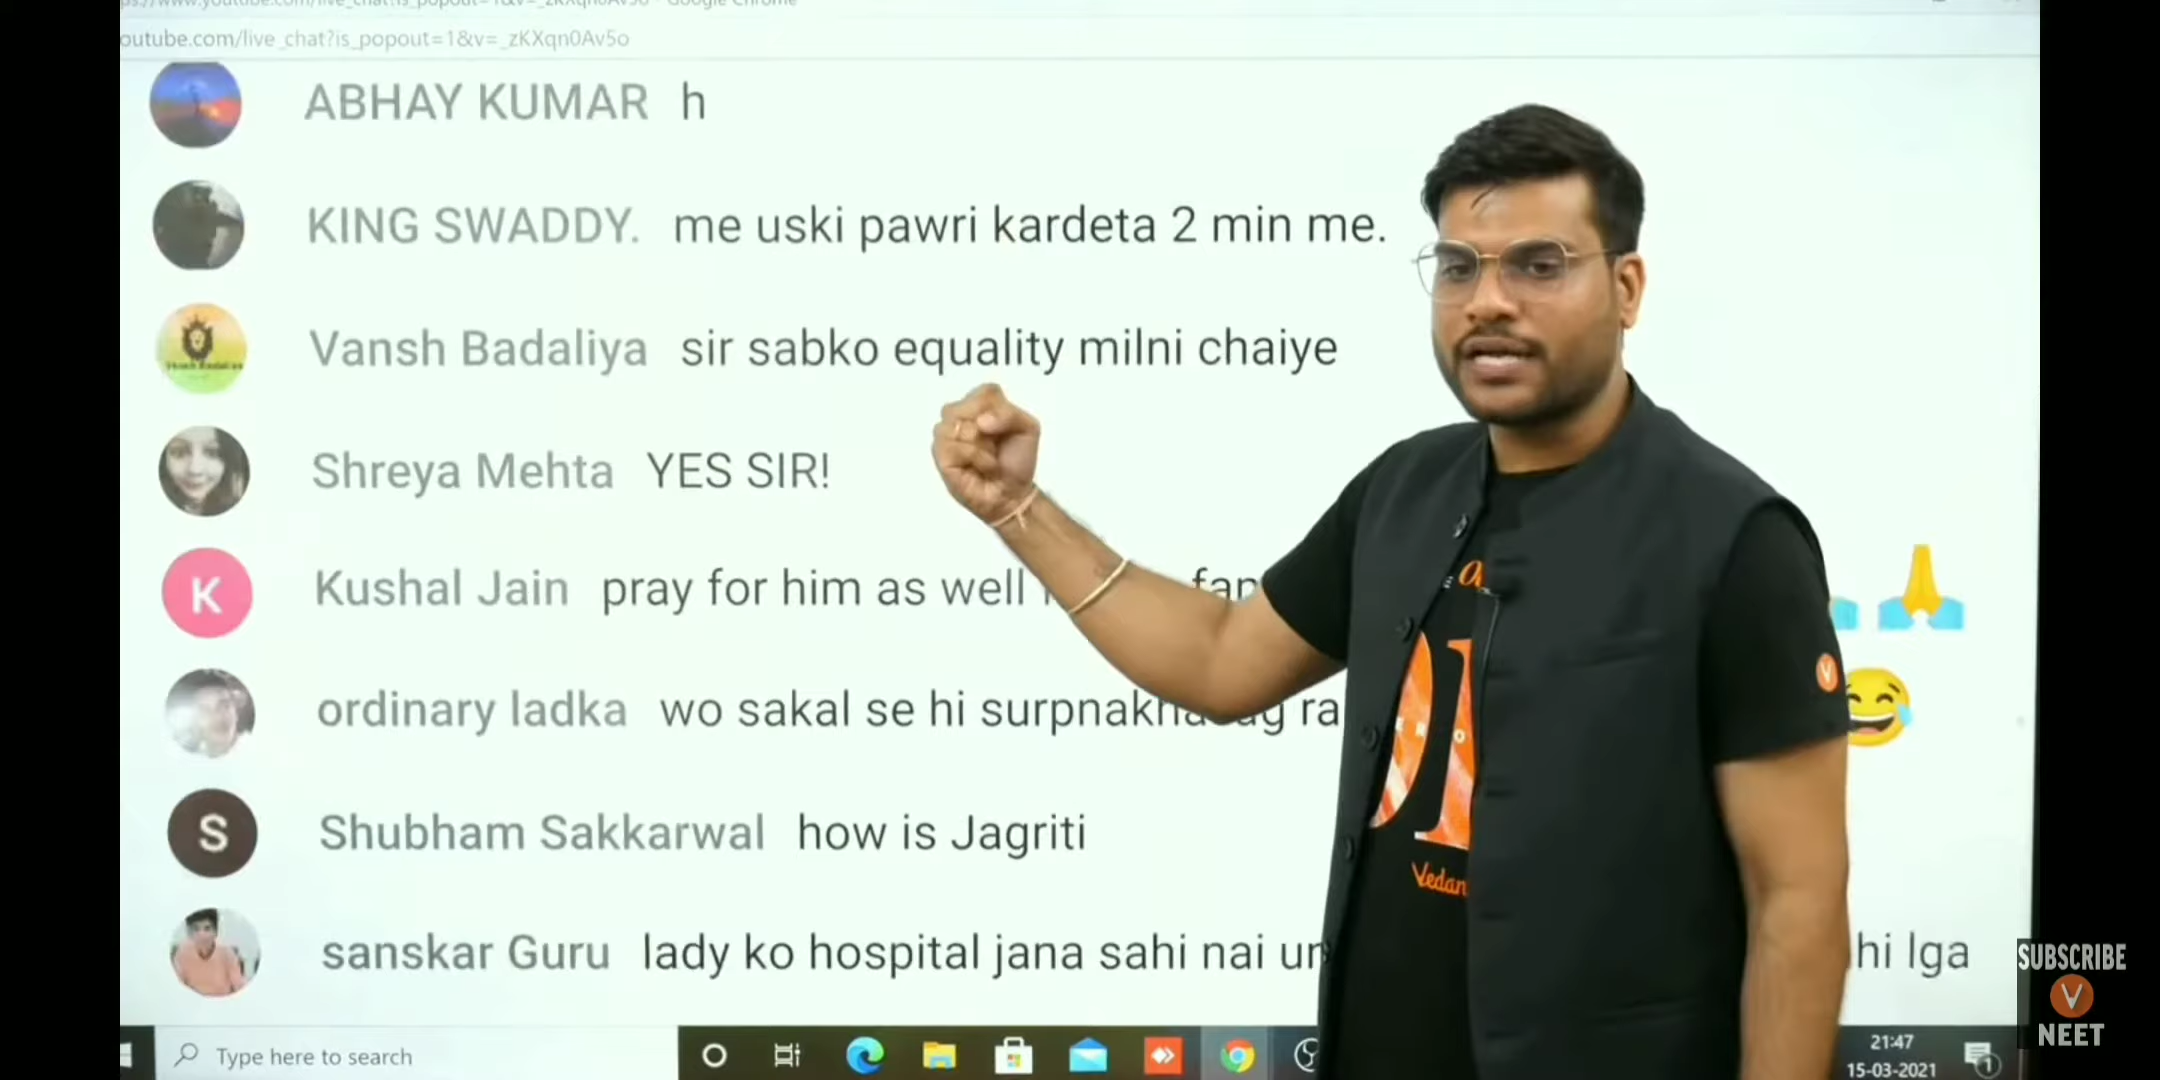 outube.com/live_chat?is_popout=1&v=_zKXqn0Av5o
ABHAY KUMAR h
KING SWADDY. me uski pawri kardeta 2 min me.
Vansh Badaliya sir sabko equality milni chaiye
Shreya Mehta YES SIR!
K Kushal Jain pray for him as well
ordinary ladka wo sakal se hi
S Shubham Sakkarwal how is Jagriti
sanskar Guru lady ko hospital jana sahi nai hi lga
01
Vedan
SUBSCRIBE
V
NEET
Type here to search
21:47
15-03-2021
1